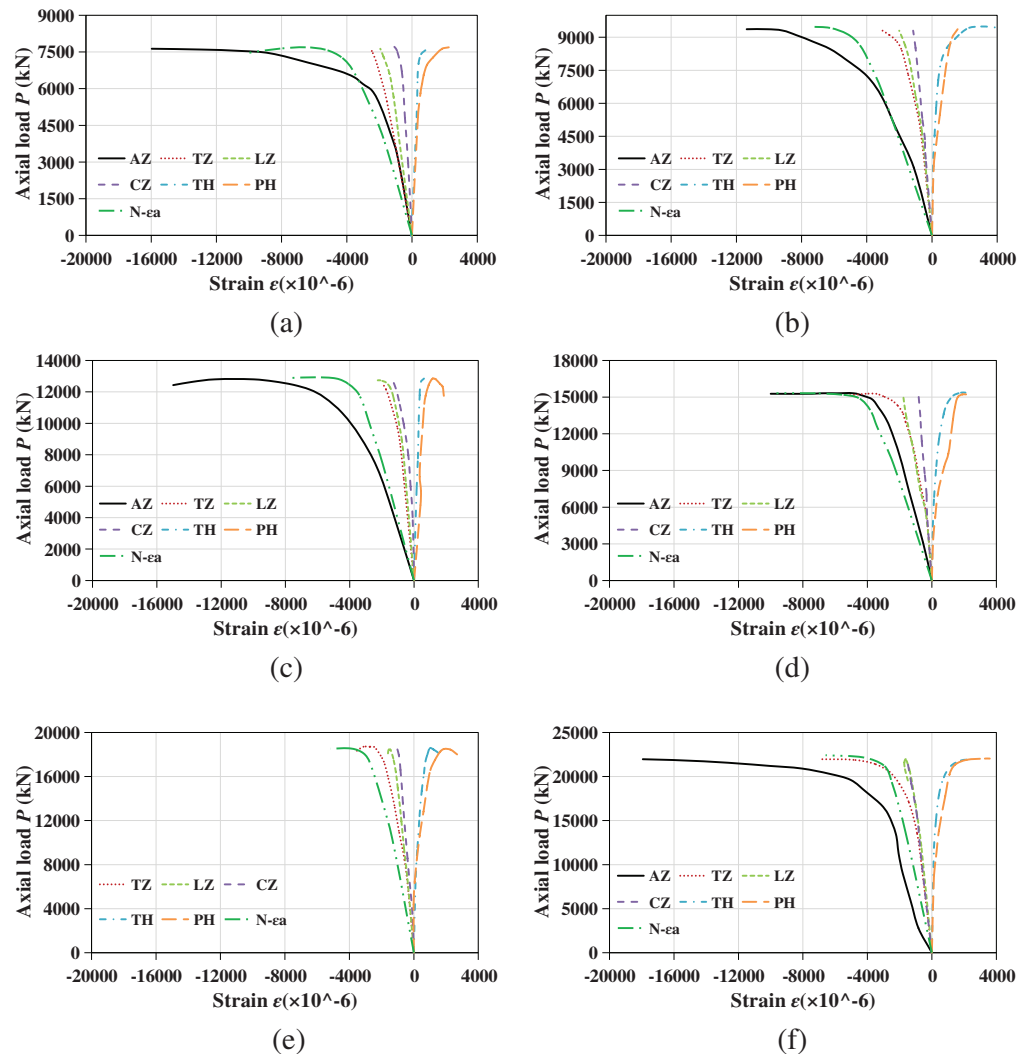 9000
7500
6000
4500
3000
1500
0
Axial load P (kN)
AZ TZ LZ
CZ TH PH
N-εa
-20000 -16000 -12000 -8000 -4000 0 4000
Strain ε(×10^-6)
(a)
9000
7500
6000
4500
3000
1500
0
Axial load P (kN)
AZ TZ LZ
CZ TH PH
N-εa
-20000 -16000 -12000 -8000 -4000 0 4000
Strain ε(×10^-6)
(b)
14000
12000
10000
8000
6000
4000
2000
0
Axial load P (kN)
AZ TZ LZ
CZ TH PH
N-εa
-20000 -16000 -12000 -8000 -4000 0 4000
Strain ε(×10^-6)
(c)
18000
15000
12000
9000
6000
3000
0
Axial load P (kN)
AZ TZ LZ
CZ TH PH
N-εa
-20000 -16000 -12000 -8000 -4000 0 4000
Strain ε(×10^-6)
(d)
20000
16000
12000
8000
4000
0
Axial load P (kN)
TZ LZ CZ
TH PH N-εa
-20000 -16000 -12000 -8000 -4000 0 4000
Strain ε(×10^-6)
(e)
25000
20000
15000
10000
5000
0
Axial load P (kN)
AZ TZ LZ
CZ TH PH
N-εa
-20000 -16000 -12000 -8000 -4000 0 4000
Strain ε(×10^-6)
(f)